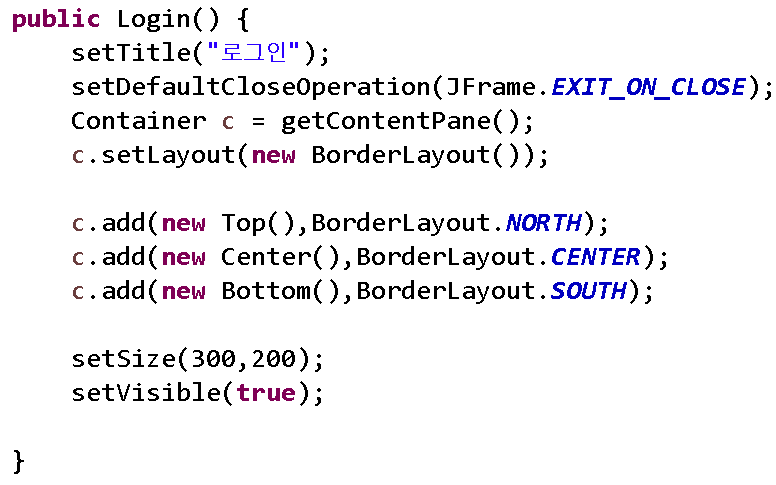 public Login() {
setTitle("로그인");
setDefaultCloseOperation(JFrame.EXIT_ON_CLOSE);
Container c = getContentPane();
c.setLayout(new BorderLayout());
c.add(new Top(),BorderLayout.NORTH);
c.add(new Center(),BorderLayout.CENTER);
c.add(new Bottom(),BorderLayout.SOUTH);
setSize(300,200);
setVisible(true);
}